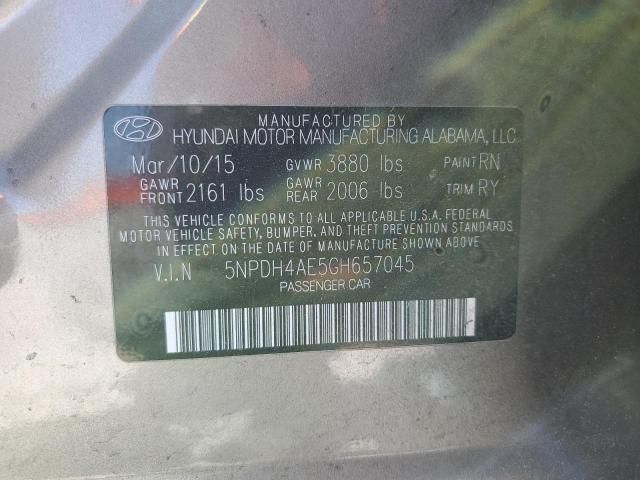 MANUFACTURED BY
HYUNDAI MOTOR MANUFACTURING ALABAMA, LLC
Mar/10/15 GVWR 3880 lbs PAINT RN
GAWR FRONT 2161 lbs GAWR REAR 2006 lbs TRIM RY
THIS VEHICLE CONFORMS TO ALL APPLICABLE U.S.A. FEDERAL
MOTOR VEHICLE SAFETY, BUMPER, AND THEFT PREVENTION STANDARDS
IN EFFECT ON THE DATE OF MANUFACTURE SHOWN ABOVE.
V.I.N 5NPDH4AE5GH657045
PASSENGER CAR